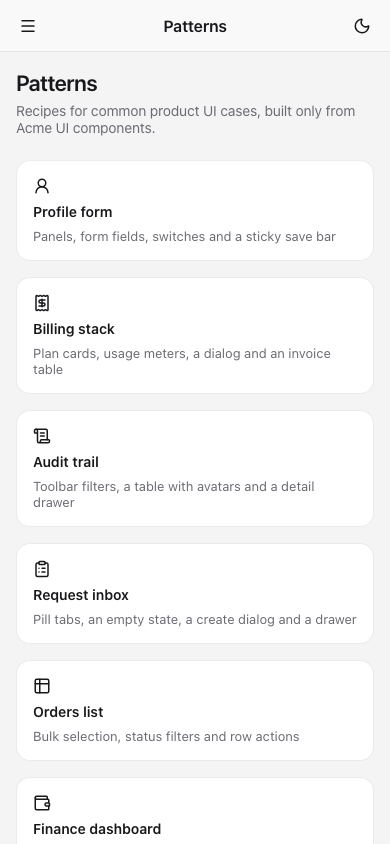 Patterns
Patterns
Recipes for common product UI cases, built only from
Acme UI components.
Profile form
Panels, form fields, switches and a sticky save bar
Billing stack
Plan cards, usage meters, a dialog and an invoice
table
Audit trail
Toolbar filters, a table with avatars and a detail
drawer
Request inbox
Pill tabs, an empty state, a create dialog and a drawer
Orders list
Bulk selection, status filters and row actions
Finance dashboard